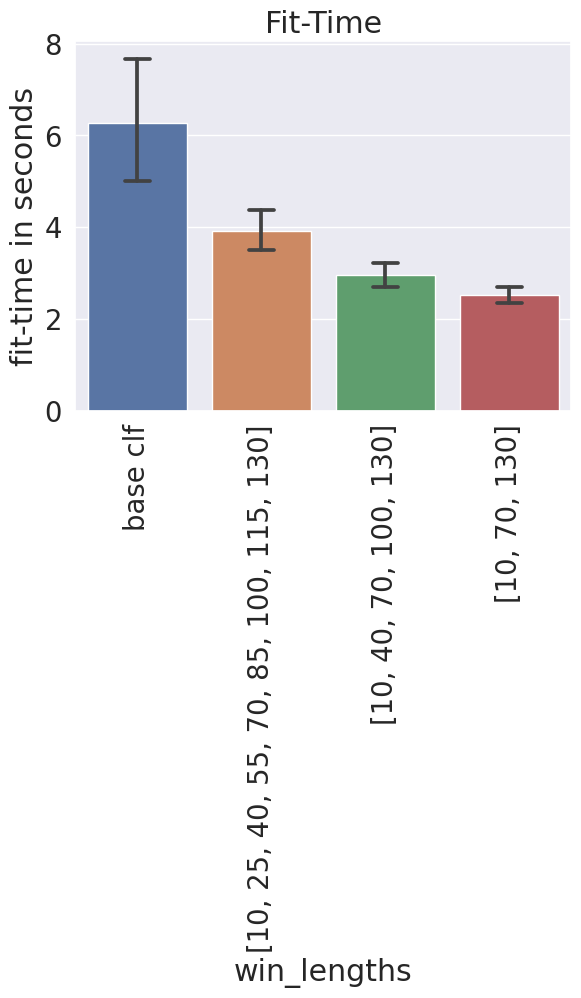 Fit-Time
fit-time in seconds
8
6
4
2
0
base clf
[10, 25, 40, 55, 70, 85, 100, 115, 130]
[10, 40, 70, 100, 130]
[10, 70, 130]
win_lengths